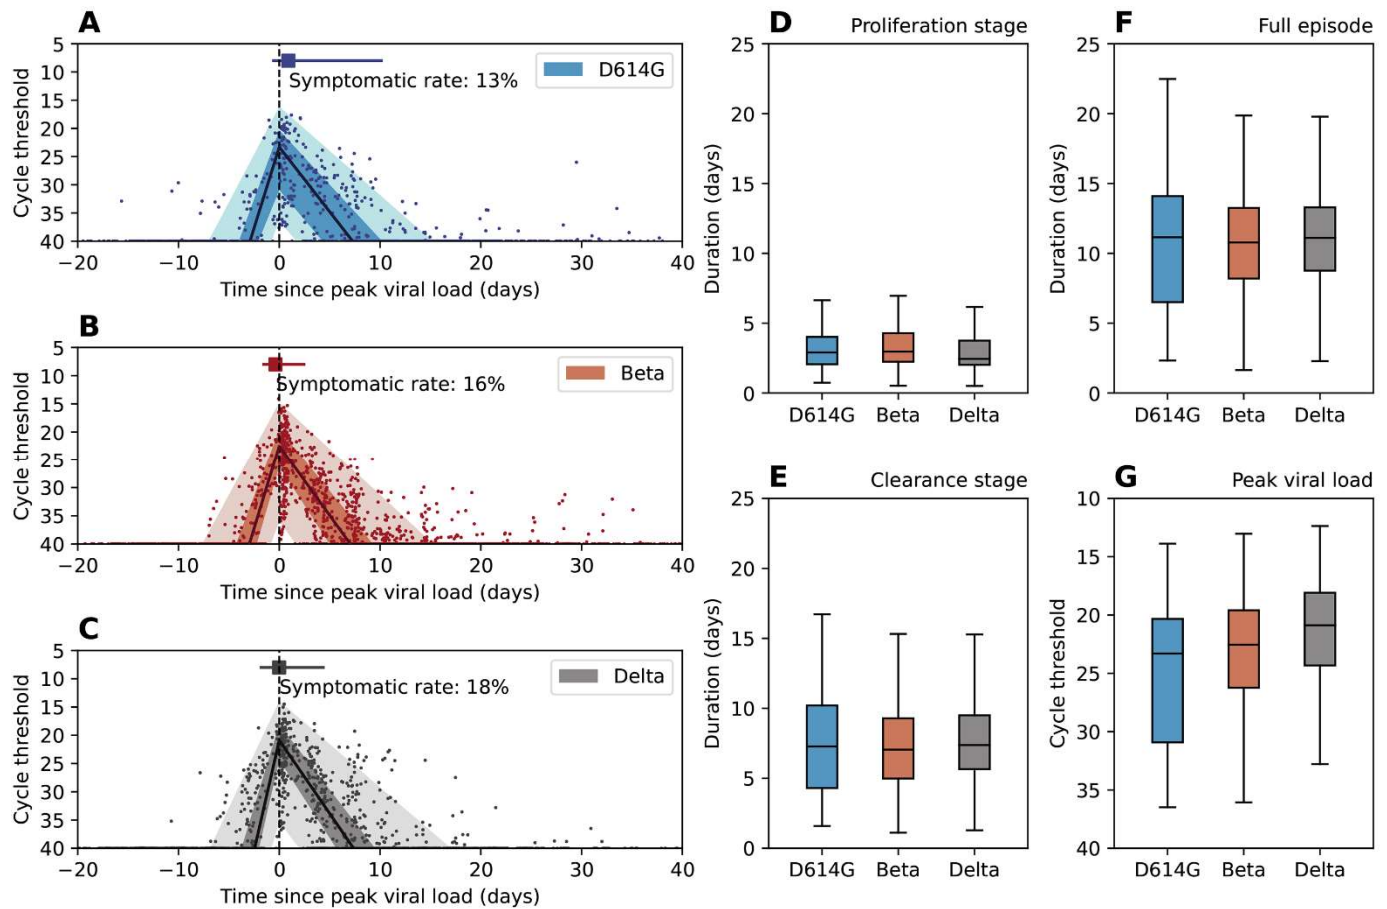 A
Cycle threshold
5
10
15
20
25
30
35
40
Symptomatic rate: 13%
D614G
−20
−10
0
10
20
30
40
Time since peak viral load (days)
B
Cycle threshold
5
10
15
20
25
30
35
40
Symptomatic rate: 16%
Beta
−20
−10
0
10
20
30
40
Time since peak viral load (days)
C
Cycle threshold
5
10
15
20
25
30
35
40
Symptomatic rate: 18%
Delta
−20
−10
0
10
20
30
40
Time since peak viral load (days)
D
Proliferation stage
Duration (days)
25
20
15
10
5
0
D614G
Beta
Delta
E
Clearance stage
Duration (days)
25
20
15
10
5
0
D614G
Beta
Delta
F
Full episode
Duration (days)
25
20
15
10
5
0
D614G
Beta
Delta
G
Peak viral load
Cycle threshold
10
15
20
25
30
35
40
D614G
Beta
Delta